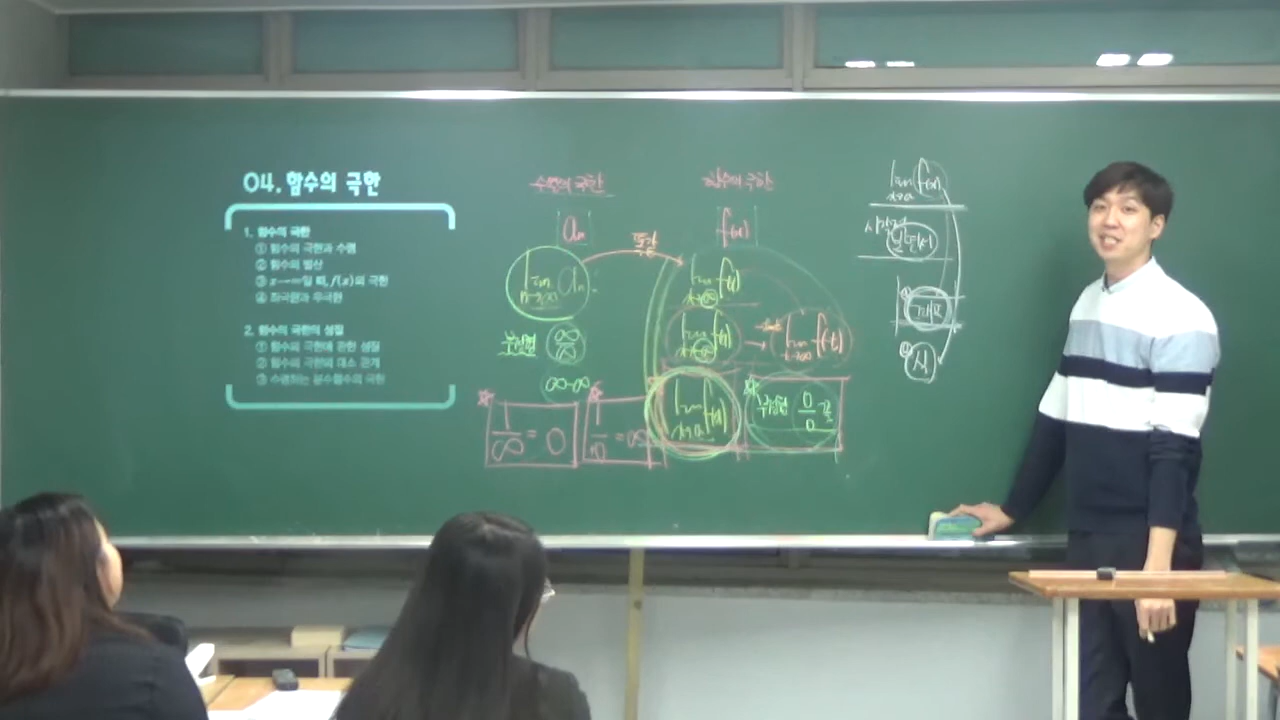 04. 함수의 극한
1. 함수의 극한
① 함수의 극한과 수렴
② 함수의 발산
③ x→∞일 때, f(x)의 극한
④ 좌극한과 우극한
2. 함수의 극한의 성질
① 함수의 극한에 관한 성질
② 함수의 극한의 대소 관계
③ 수렴하는 분수함수의 극한
수열의 극한
aₙ
lim n→∞ aₙ
∞/∞
∞-∞
1/∞ = 0
함수의 극한
f(x)
lim x→∞ f(x)
lim f(x)
lim f(t)
lim x→a f(x)
0/0 꼴
lim x→a f(x)
식